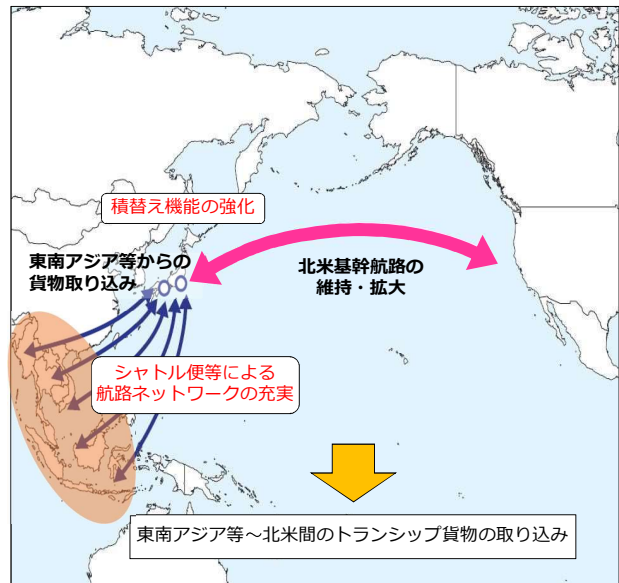 積替え機能の強化
東南アジア等からの
貨物取り込み
北米基幹航路の
維持・拡大
シャトル便等による
航路ネットワークの充実
東南アジア等～北米間のトランシップ貨物の取り込み